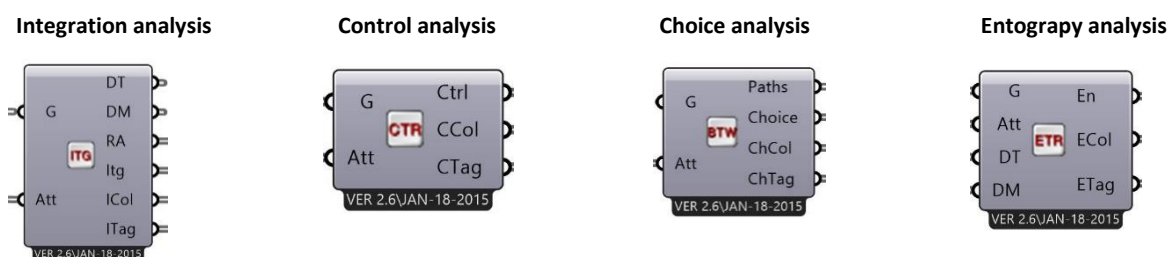 Integration analysis
Control analysis
Choice analysis
Entograpy analysis
DT
G
DM
RA
ITG
Itg
Att
ICol
ITag
VER 2.6\JAN-18-2015
G
Ctrl
CTR
CCol
Att
CTag
VER 2.6\JAN-18-2015
Paths
G
Choice
BTW
ChCol
Att
ChTag
VER 2.6\JAN-18-2015
G
En
Att
ETR
ECol
DT
DM
ETag
VER 2.6\JAN-18-2015